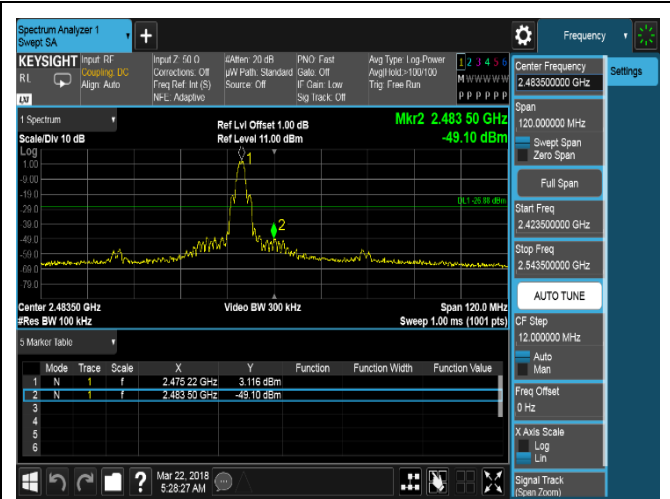 Spectrum Analyzer 1
Swept SA
+
Frequency
KEYSIGHT
RL
LXI
Input: RF
Coupling: DC
Align: Auto
Input Z: 50 Ω
Corrections: Off
Freq Ref: Int (S)
NFE: Adaptive
#Atten: 20 dB
µW Path: Standard
Source: Off
PNO: Fast
Gate: Off
IF Gain: Low
Sig Track: Off
Avg Type: Log-Power
Avg|Hold:>100/100
Trig: Free Run
1 2 3 4 5 6
M W W W W W
P P P P P P
1 Spectrum
Scale/Div 10 dB
Ref Lvl Offset 1.00 dB
Ref Level 11.00 dBm
Mkr2 2.483 50 GHz
-49.10 dBm
Log
1.00
-9.00
-19.0
-29.0
-39.0
-49.0
-59.0
-69.0
-79.0
1
2
DL1 -26.88 dBm
Center 2.48350 GHz
#Res BW 100 kHz
Video BW 300 kHz
Span 120.0 MHz
Sweep 1.00 ms (1001 pts)
5 Marker Table
Mode Trace Scale X Y Function Function Width Function Value
1 N 1 f 2.475 22 GHz 3.116 dBm
2 N 1 f 2.483 50 GHz -49.10 dBm
3
4
5
6
?
Mar 22, 2018
5:28:27 AM
Center Frequency
2.483500000 GHz
Settings
Span
120.000000 MHz
Swept Span
Zero Span
Full Span
Start Freq
2.423500000 GHz
Stop Freq
2.543500000 GHz
AUTO TUNE
CF Step
12.000000 MHz
Auto
Man
Freq Offset
0 Hz
X Axis Scale
Log
Lin
Signal Track
(Span Zoom)